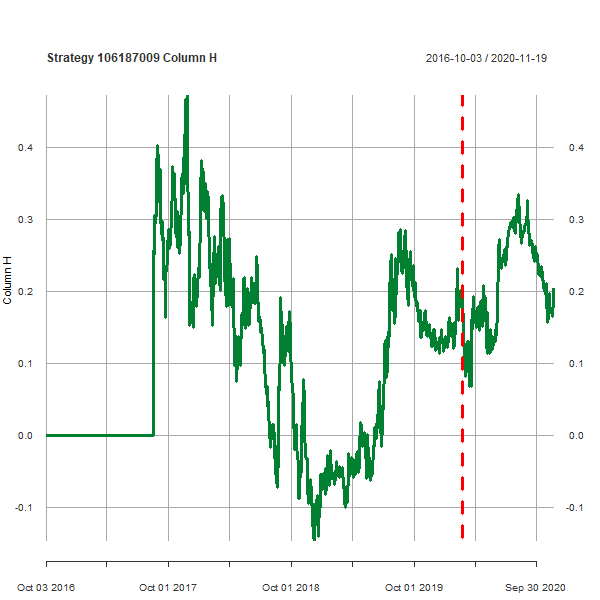 Strategy 106187009 Column H 2016-10-03 / 2020-11-19
0.4 0.4
0.3 0.3
0.2 0.2
Column H
0.1 0.1
0.0 0.0
-0.1 -0.1
Oct 03 2016 Oct 01 2017 Oct 01 2018 Oct 01 2019 Sep 30 2020